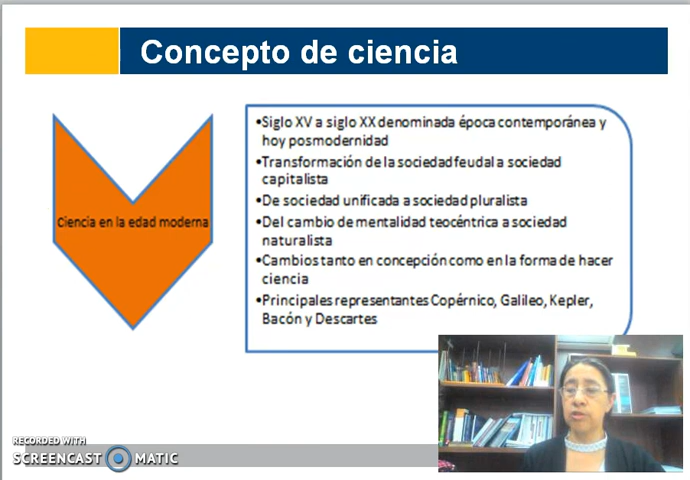 Concepto de ciencia
Ciencia en la edad moderna
•Siglo XV a siglo XX denominada época contemporánea y
hoy posmodernidad
•Transformación de la sociedad feudal a sociedad
capitalista
•De sociedad unificada a sociedad pluralista
•Del cambio de mentalidad teocéntrica a sociedad
naturalista
•Cambios tanto en concepción como en la forma de hacer
ciencia
•Principales representantes Copérnico, Galileo, Kepler,
Bacón y Descartes
RECORDED WITH
SCREENCAST MATIC